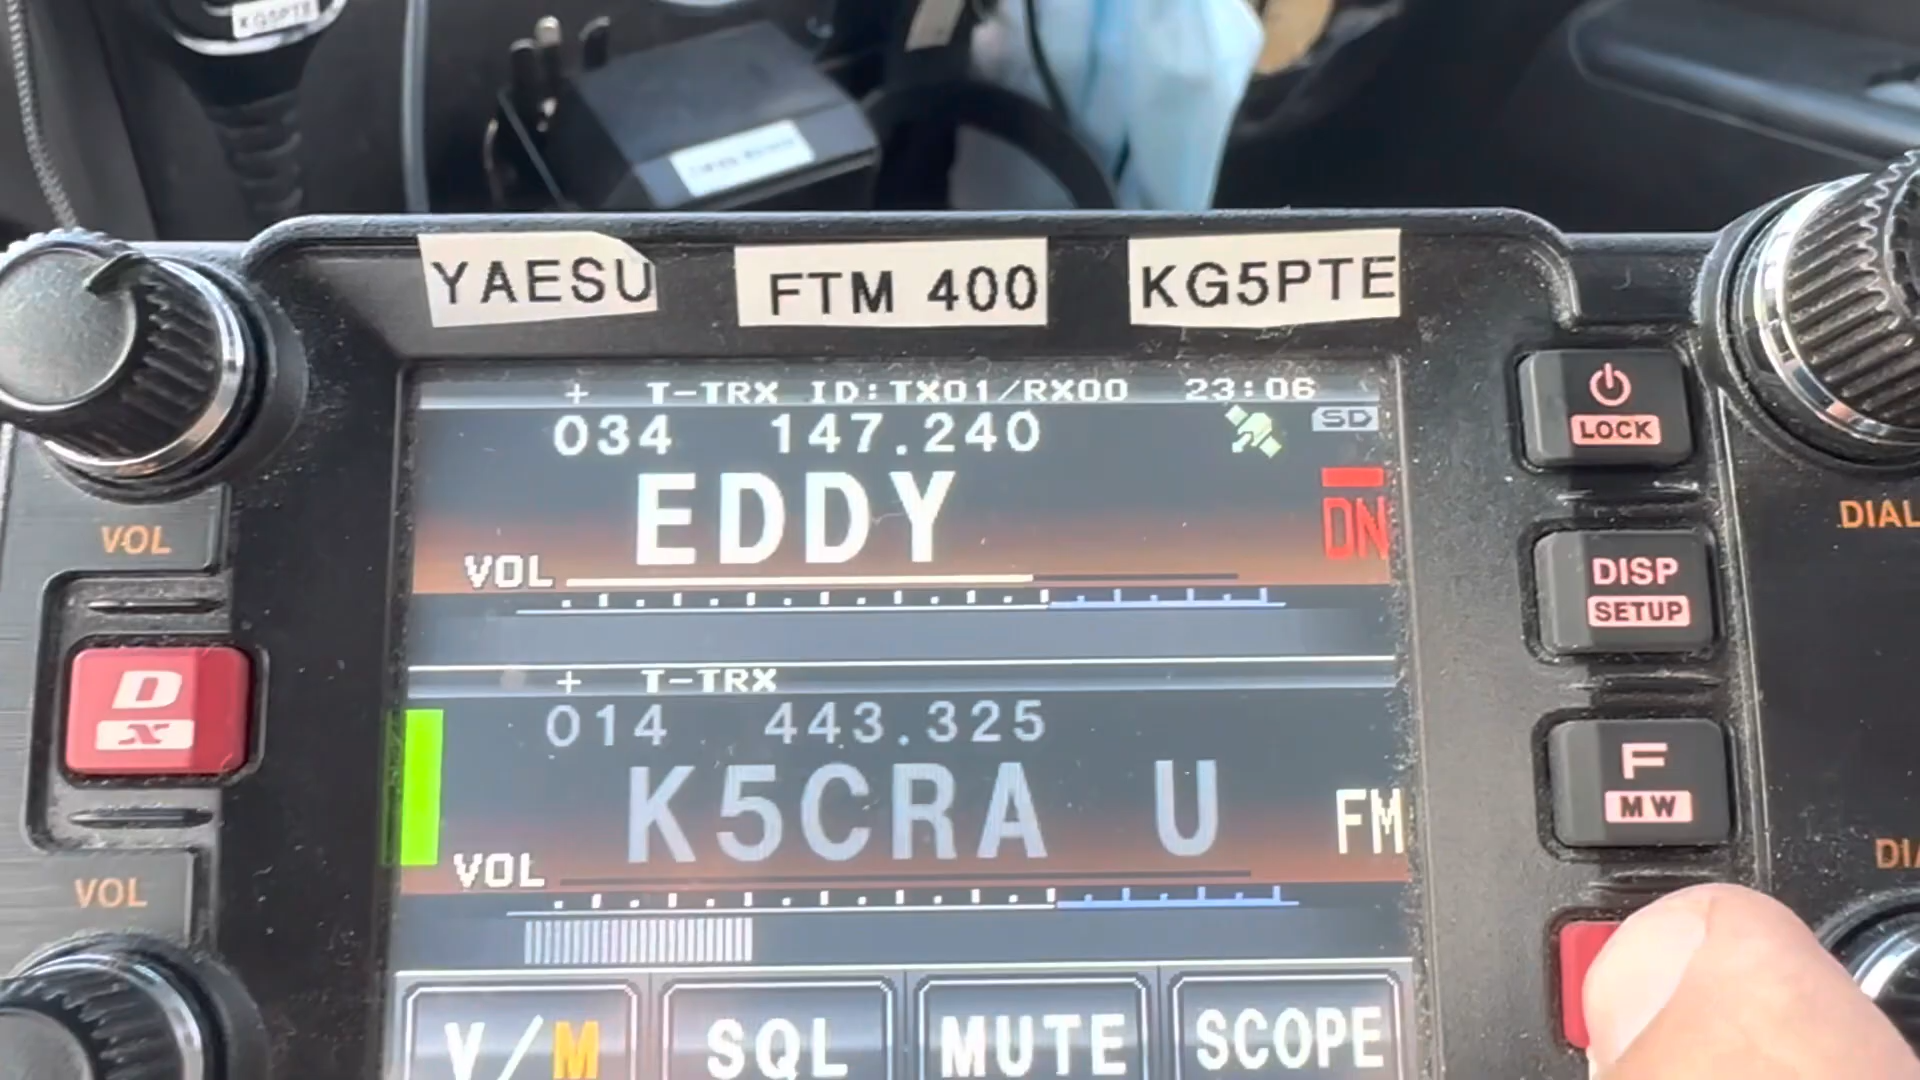 KG5PTE
YAESU FTM 400 KG5PTE
+ T-TRX ID:TX01/RX00 23:06
034 147.240 SD
EDDY DN
VOL
+ T-TRX
014 443.325
K5CRA U FM
VOL
V/M SQL MUTE SCOPE
VOL
D
X
VOL
LOCK
DISP
SETUP
F
MW
DIAL